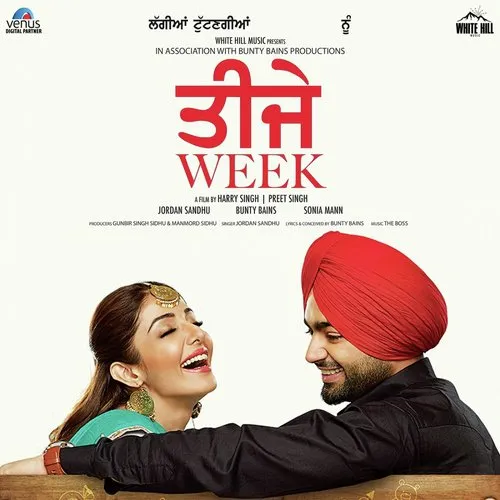 VENUS
DIGITAL PARTNER
ਲੱਗੀਆਂ ਟੁੱਟਣਗੀਆਂ ਨੂੰ
WHITE HILL
MUSIC
WHITE HILL MUSIC PRESENTS
IN ASSOCIATION WITH BUNTY BAINS PRODUCTIONS
ਤੀਜੇ
WEEK
A FILM BY HARRY SINGH | PREET SINGH
JORDAN SANDHU BUNTY BAINS SONIA MANN
PRODUCERS GUNBIR SINGH SIDHU & MANMORD SIDHU SINGER JORDAN SANDHU LYRICS & CONCEIVED BY BUNTY BAINS MUSIC THE BOSS